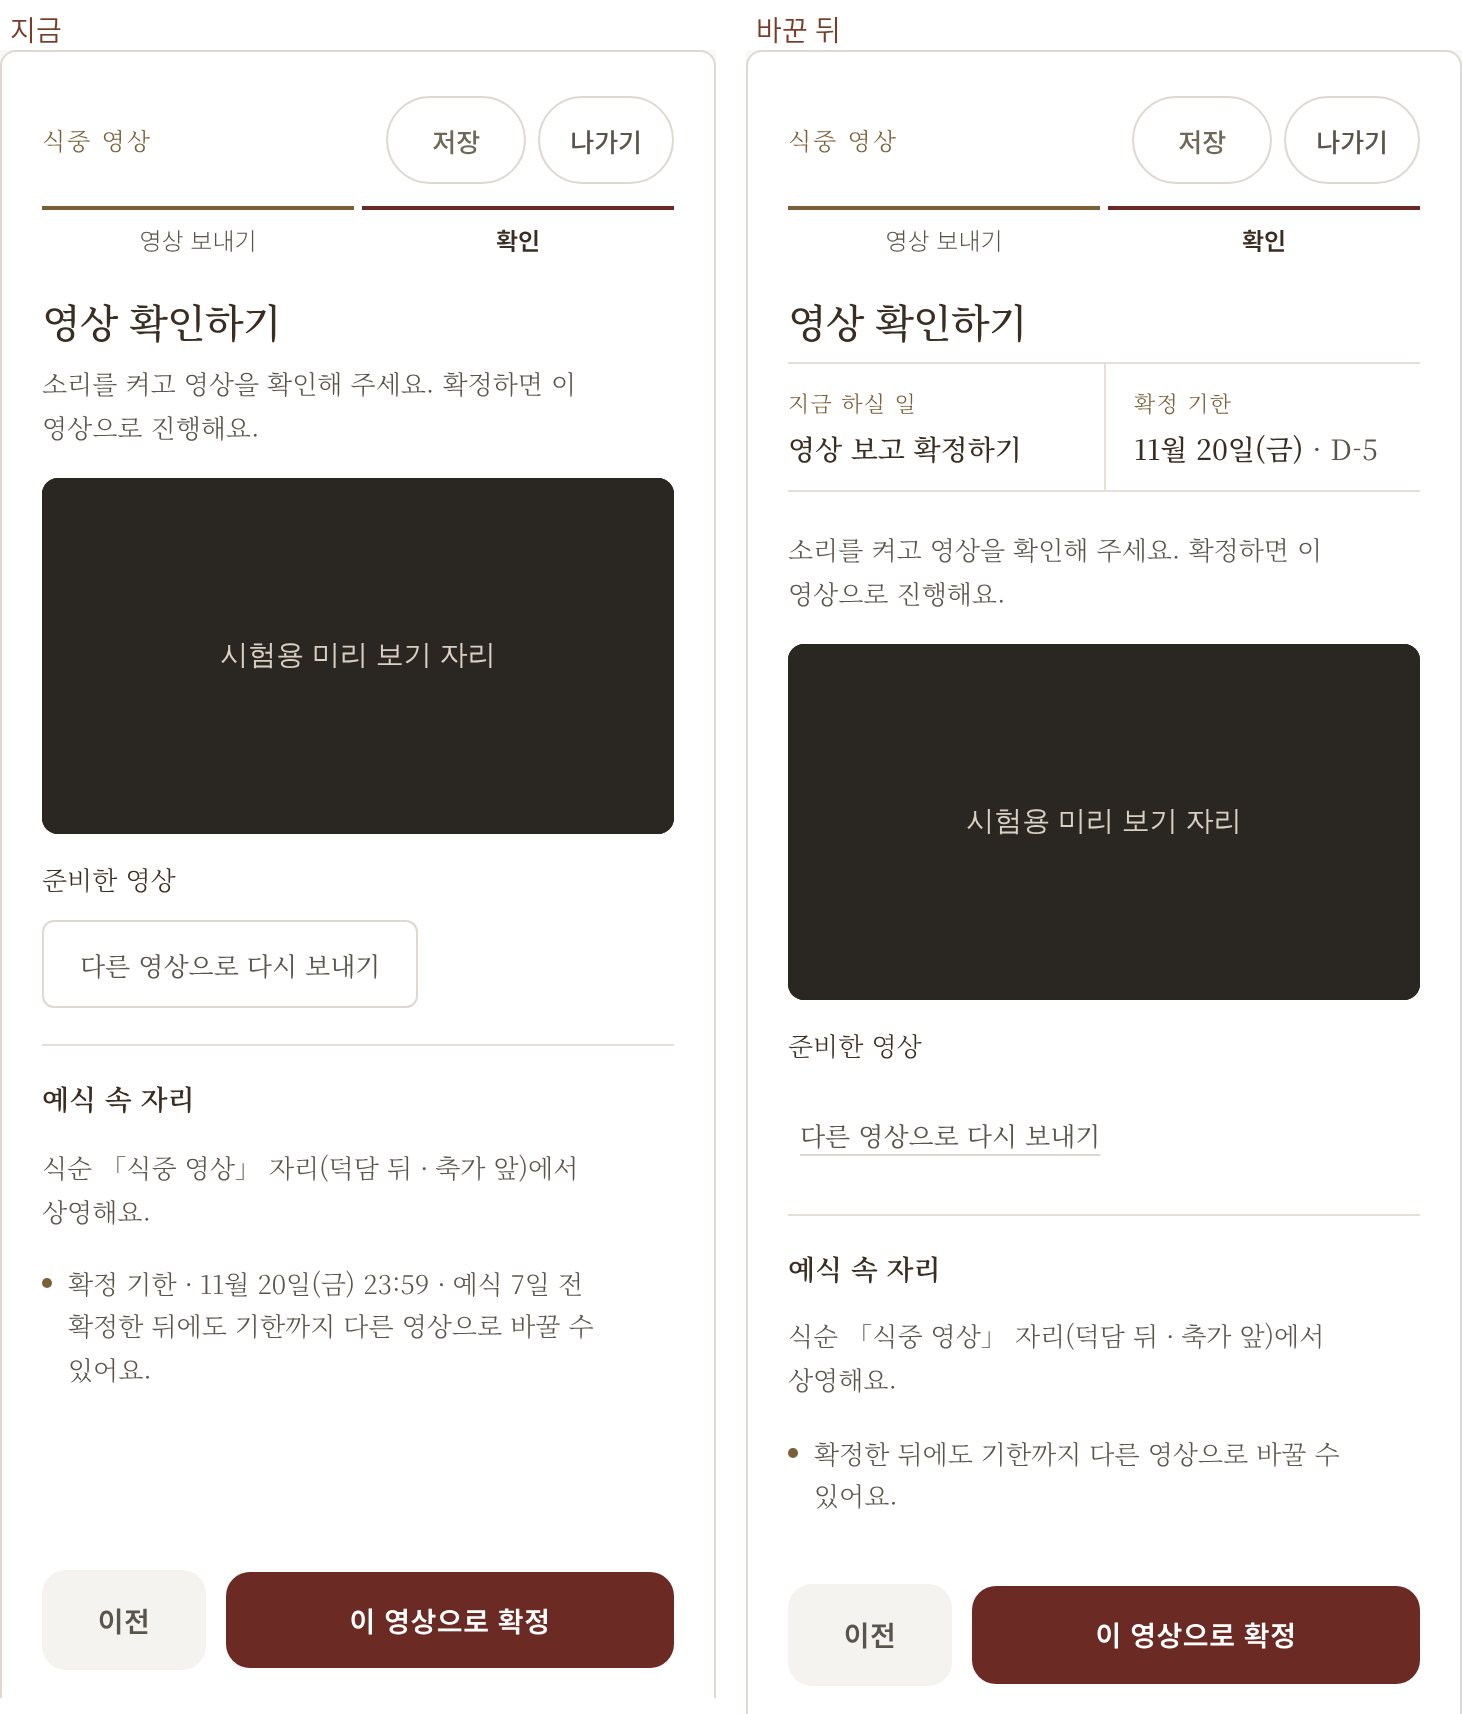 지금
식중 영상
저장
나가기
영상 보내기
확인
영상 확인하기
소리를 켜고 영상을 확인해 주세요. 확정하면 이
영상으로 진행해요.
시험용 미리 보기 자리
준비한 영상
다른 영상으로 다시 보내기
예식 속 자리
식순 「식중 영상」 자리(덕담 뒤 · 축가 앞)에서
상영해요.
확정 기한 · 11월 20일(금) 23:59 · 예식 7일 전
확정한 뒤에도 기한까지 다른 영상으로 바꿀 수
있어요.
이전
이 영상으로 확정
바꾼 뒤
식중 영상
저장
나가기
영상 보내기
확인
영상 확인하기
지금 하실 일
영상 보고 확정하기
확정 기한
11월 20일(금) · D-5
소리를 켜고 영상을 확인해 주세요. 확정하면 이
영상으로 진행해요.
시험용 미리 보기 자리
준비한 영상
다른 영상으로 다시 보내기
예식 속 자리
식순 「식중 영상」 자리(덕담 뒤 · 축가 앞)에서
상영해요.
확정한 뒤에도 기한까지 다른 영상으로 바꿀 수
있어요.
이전
이 영상으로 확정